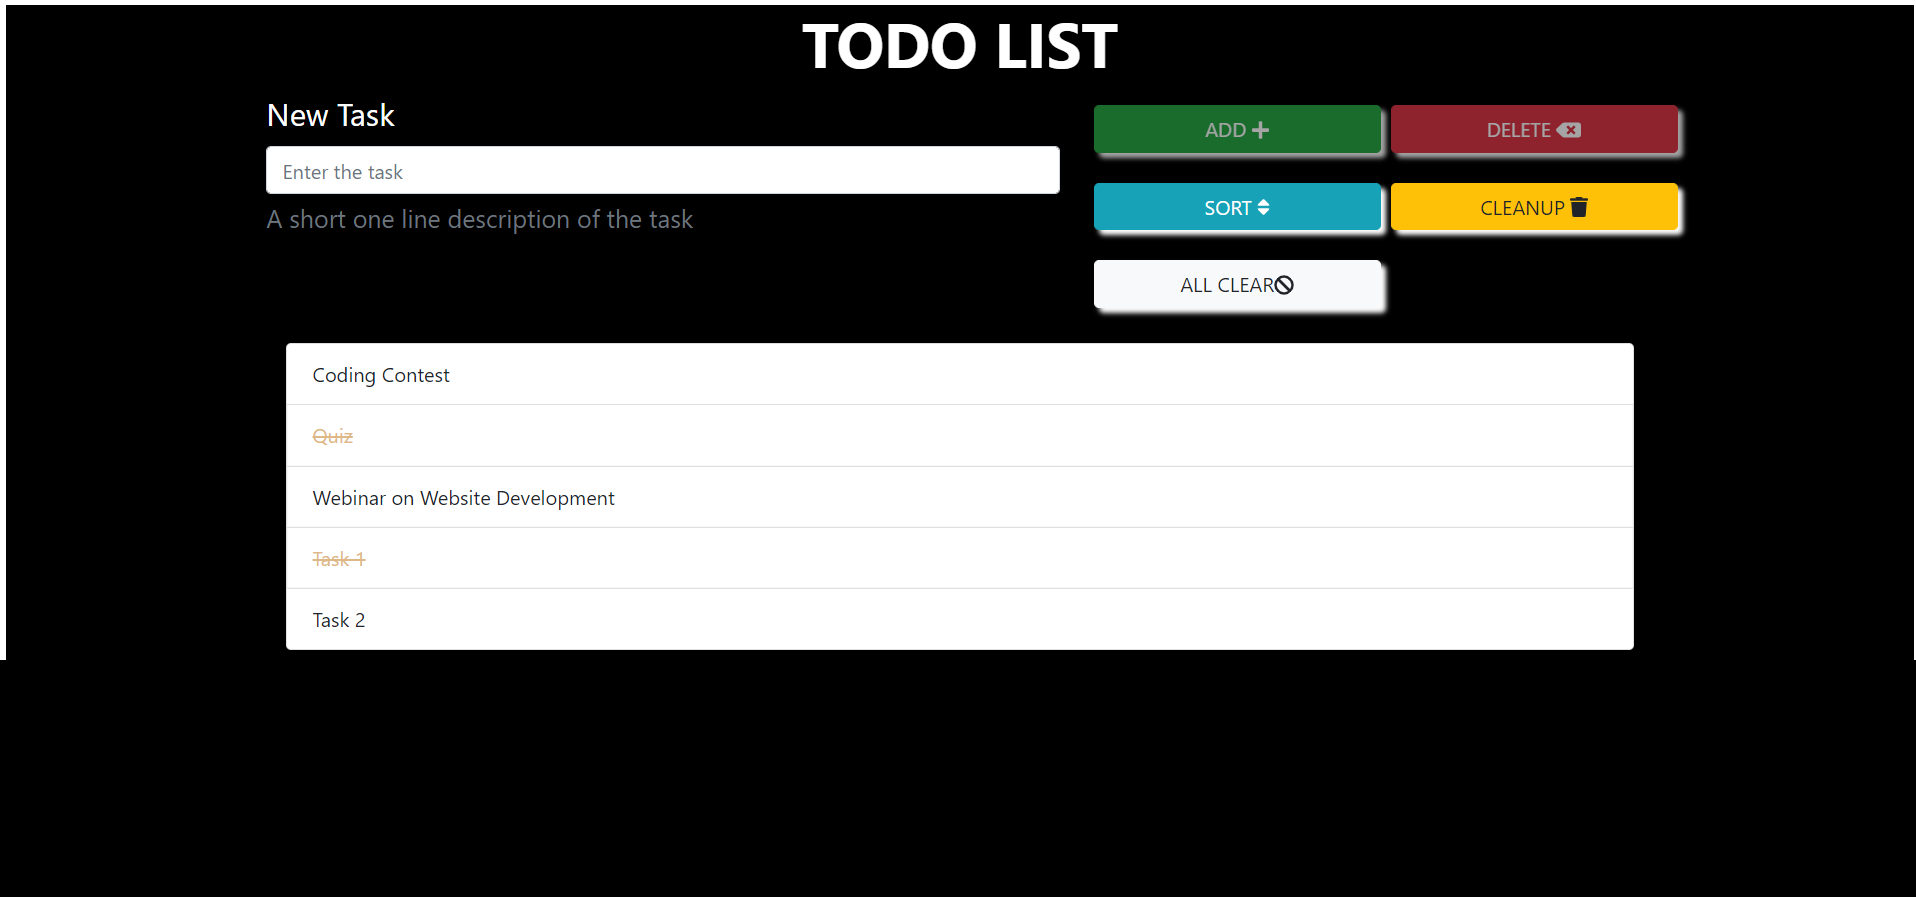 TODO LIST
New Task
Enter the task
A short one line description of the task
ADD
DELETE
SORT
CLEANUP
ALL CLEAR
Coding Contest
Quiz
Webinar on Website Development
Task 1
Task 2